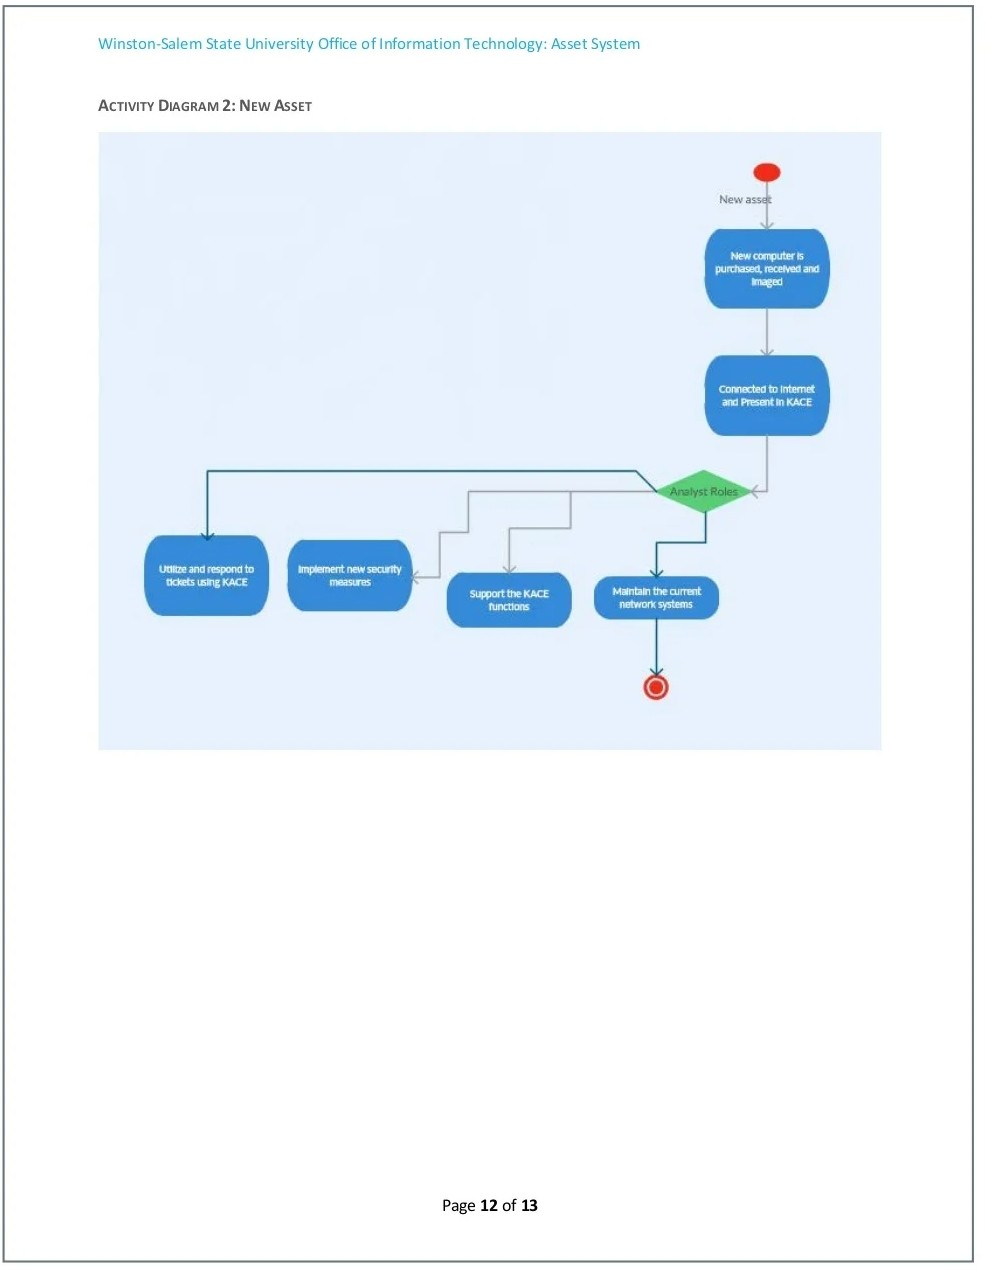 Winston-Salem State University Office of Information Technology: Asset System
ACTIVITY DIAGRAM 2: NEW ASSET
New asset
New computer is
purchased, received and
imaged
Connected to Internet
and Present in KACE
Analyst Roles
Utilize and respond to
tickets using KACE
Implement new security
measures
Support the KACE
functions
Maintain the current
network systems
Page 12 of 13